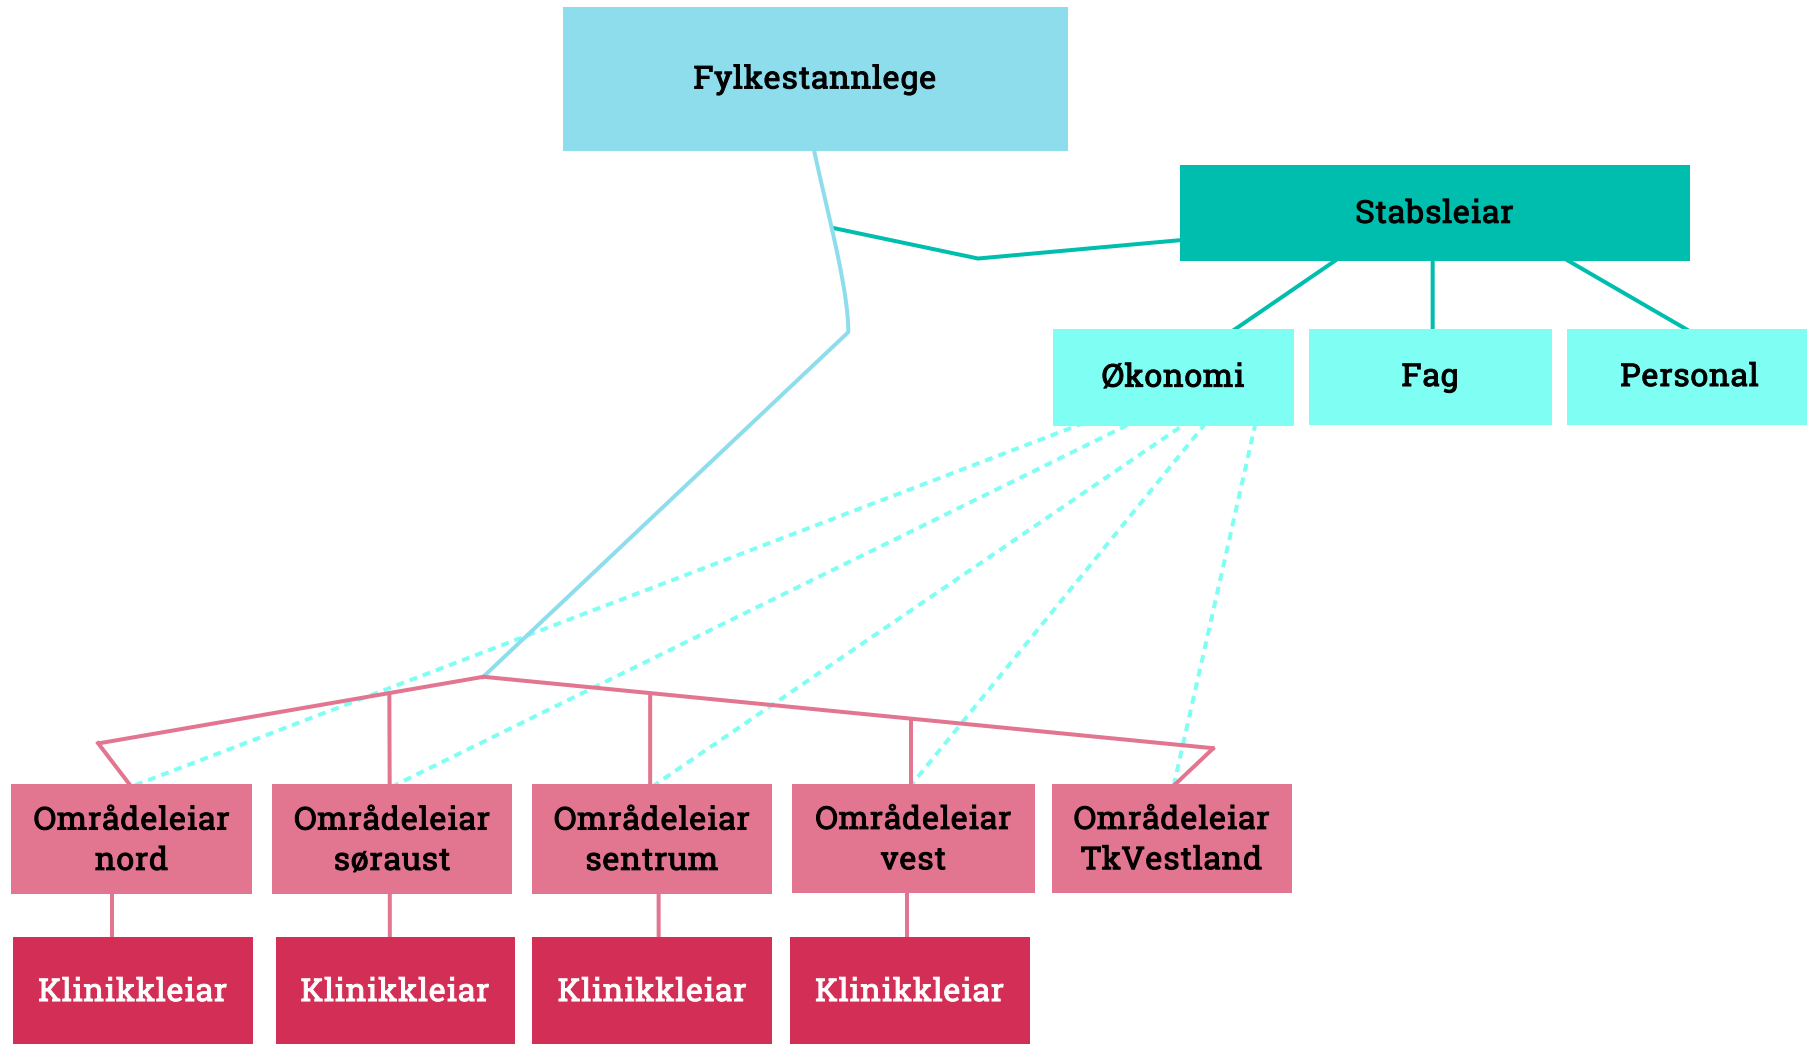 Fylkestannlege
Stabsleiar
Økonomi
Fag
Personal
Områdeleiar
nord
Områdeleiar
søraust
Områdeleiar
sentrum
Områdeleiar
vest
Områdeleiar
TkVestland
Klinikkleiar
Klinikkleiar
Klinikkleiar
Klinikkleiar